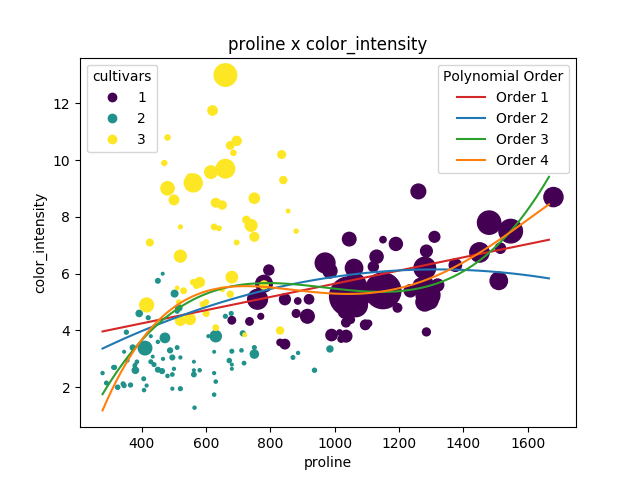 proline x color_intensity
cultivars
1
2
3
Polynomial Order
Order 1
Order 2
Order 3
Order 4
12
10
8
6
4
2
color_intensity
400 600 800 1000 1200 1400 1600
proline